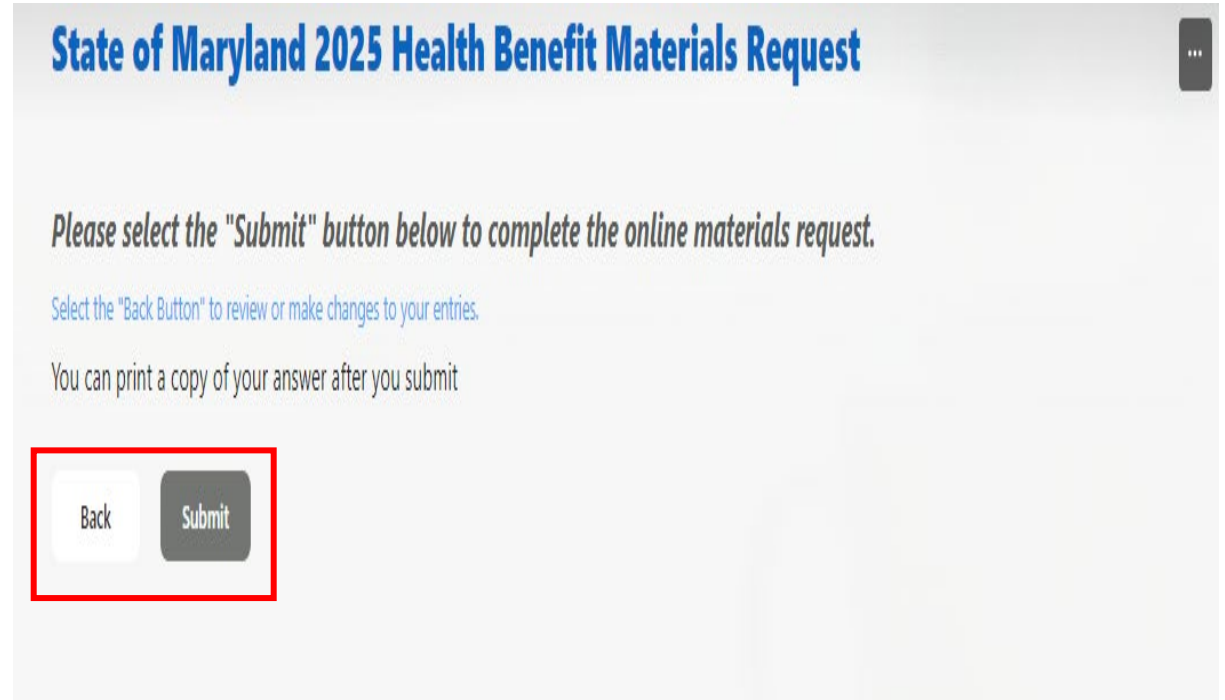 State of Maryland 2025 Health Benefit Materials Request
...
Please select the "Submit" button below to complete the online materials request.
Select the "Back Button" to review or make changes to your entries.
You can print a copy of your answer after you submit
Back Submit